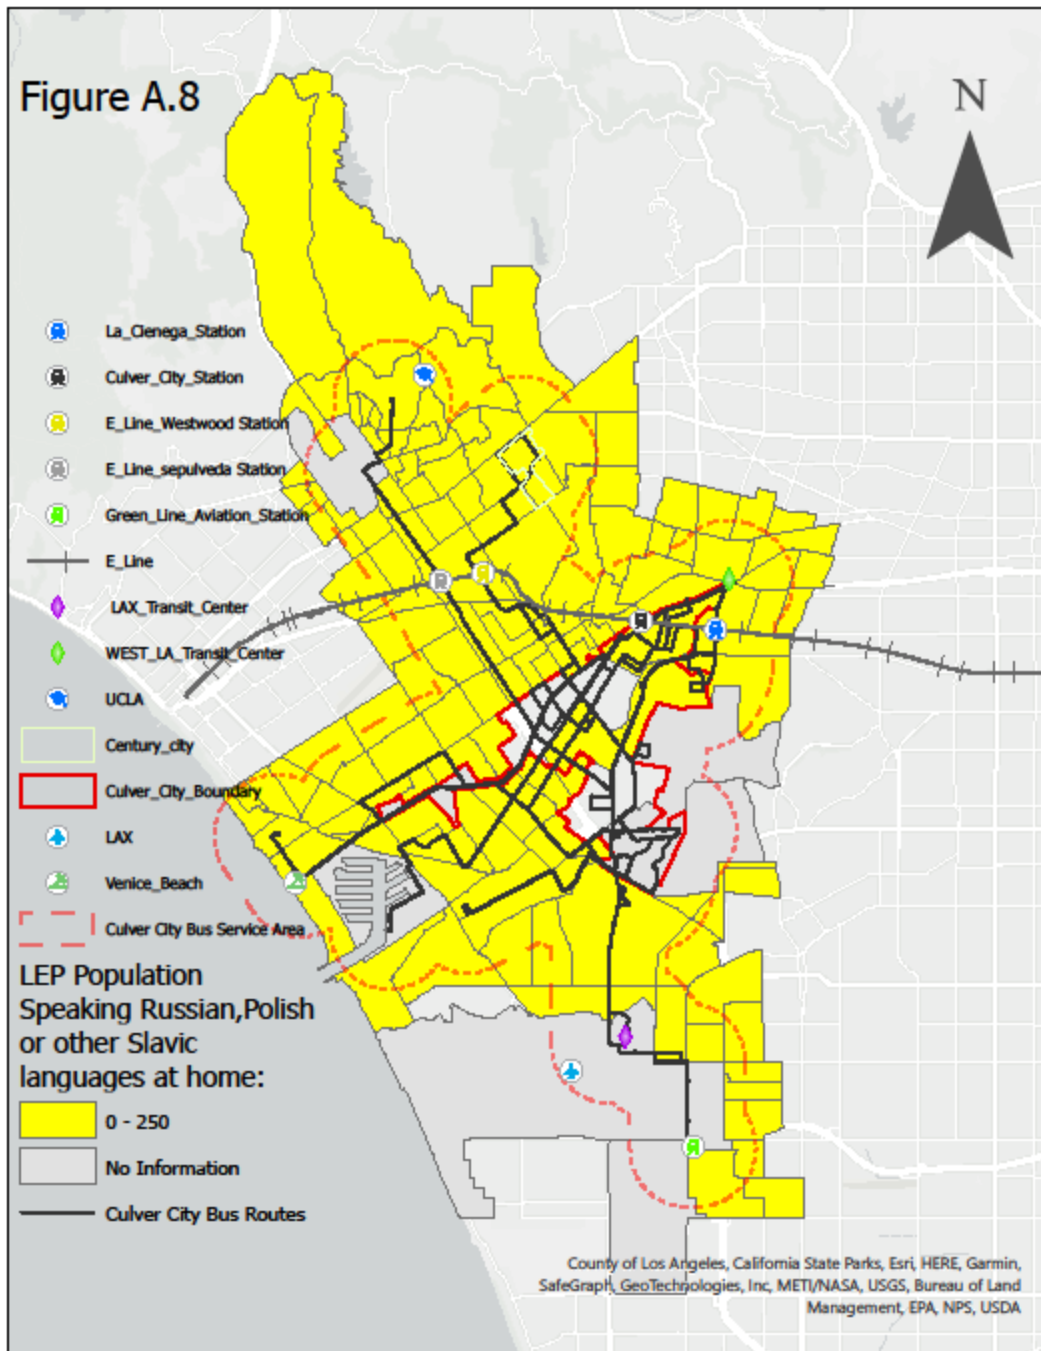 Figure A.8
N
La_Cienega_Station
Culver_City_Station
E_Line_Westwood Station
E_Line_sepulveda Station
Green_Line_Aviation_Station
E_Line
LAX_Transit_Center
WEST_LA_Transit_Center
UCLA
Century_city
Culver_City_Boundary
LAX
Venice_Beach
Culver City Bus Service Area
LEP Population
Speaking Russian,Polish
or other Slavic
languages at home:
0 - 250
No Information
Culver City Bus Routes
County of Los Angeles, California State Parks, Esri, HERE, Garmin,
SafeGraph, GeoTechnologies, Inc, METI/NASA, USGS, Bureau of Land
Management, EPA, NPS, USDA